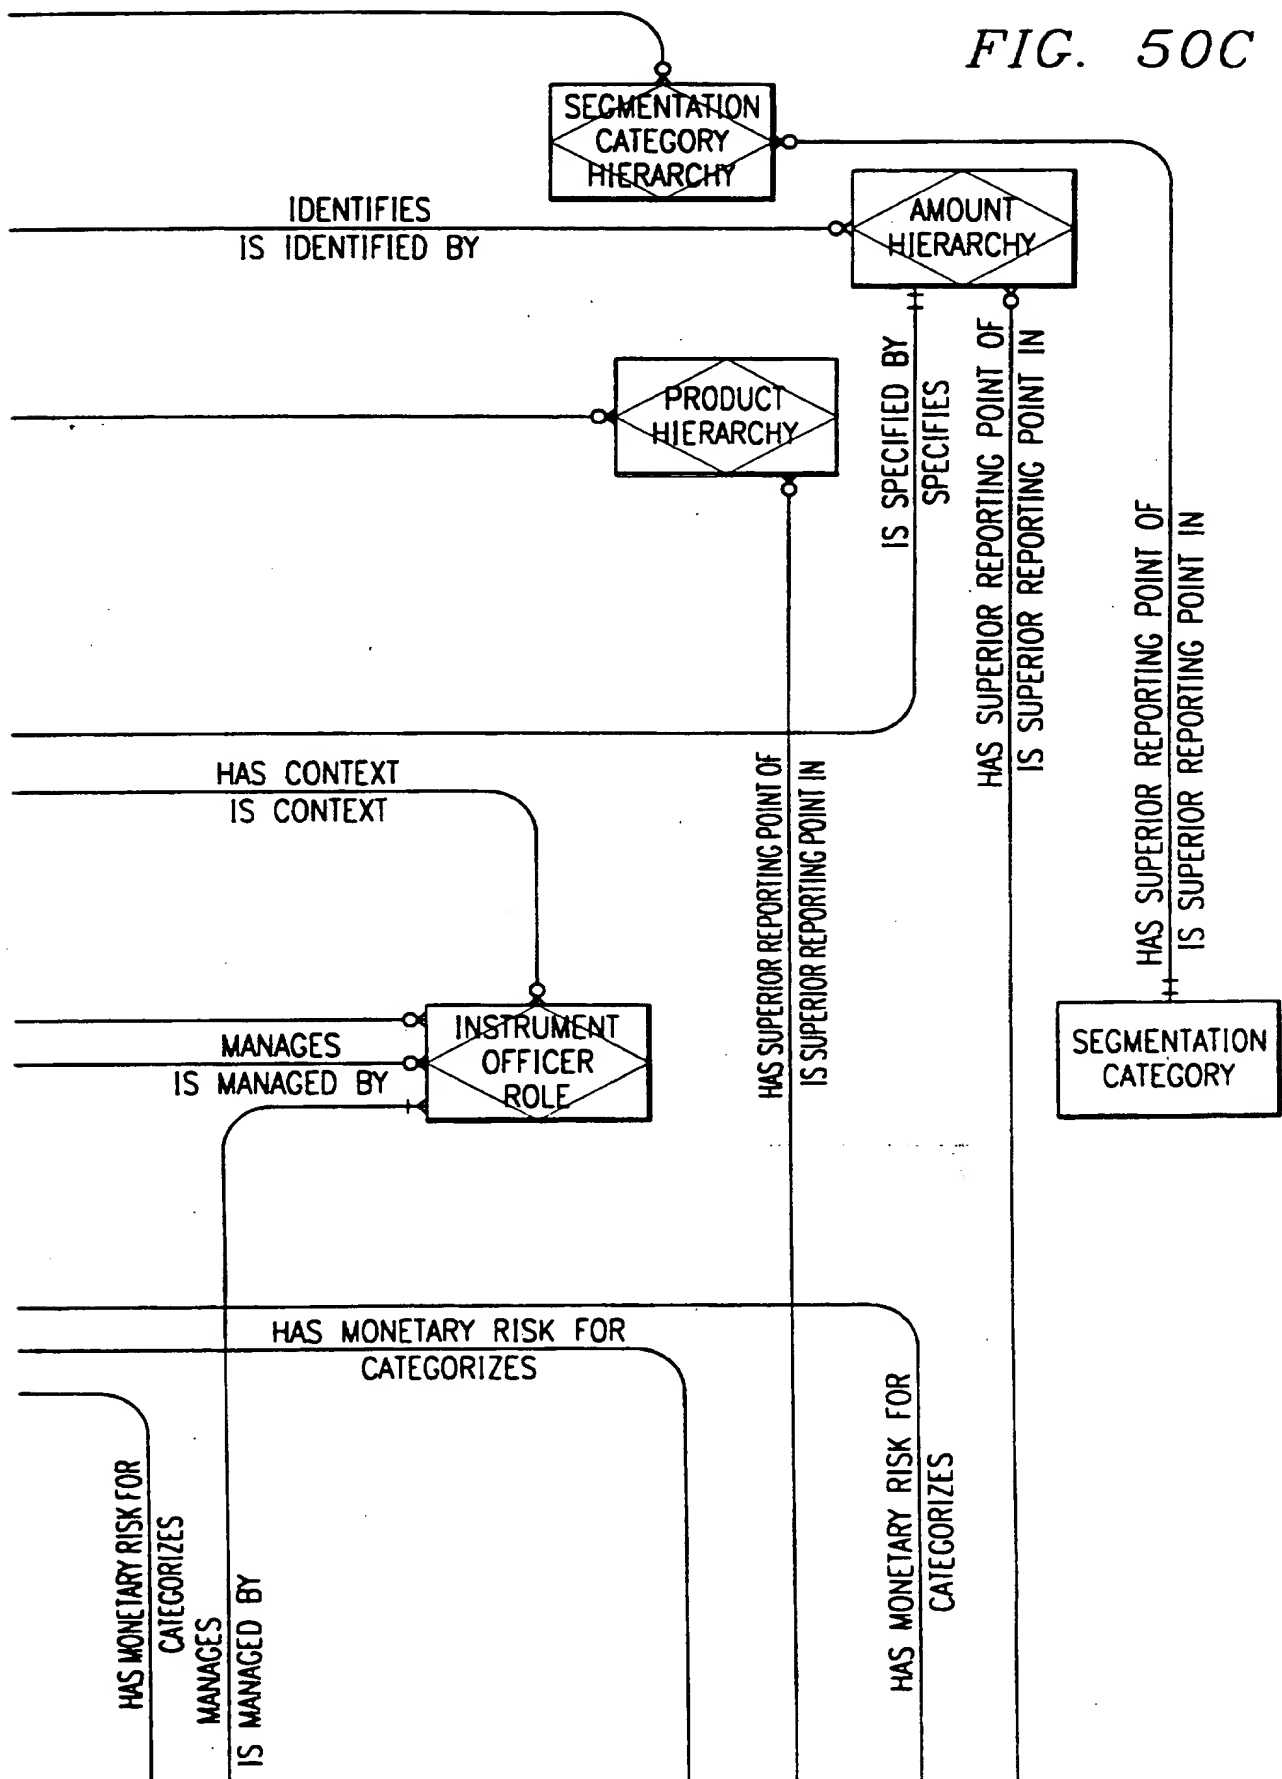 FIG. 50C
SEGMENTATION
CATEGORY
HIERARCHY
AMOUNT
HIERARCHY
IDENTIFIES
IS IDENTIFIED BY
PRODUCT
HIERARCHY
IS SPECIFIED BY
SPECIFIES
HAS SUPERIOR REPORTING POINT OF
IS SUPERIOR REPORTING POINT IN
HAS SUPERIOR REPORTING POINT OF
IS SUPERIOR REPORTING POINT IN
HAS CONTEXT
IS CONTEXT
HAS SUPERIOR REPORTING POINT OF
IS SUPERIOR REPORTING POINT IN
INSTRUMENT
OFFICER
ROLE
MANAGES
IS MANAGED BY
SEGMENTATION
CATEGORY
HAS MONETARY RISK FOR
CATEGORIZES
HAS MONETARY RISK FOR
CATEGORIZES
MANAGES
IS MANAGED BY
HAS MONETARY RISK FOR
CATEGORIZES